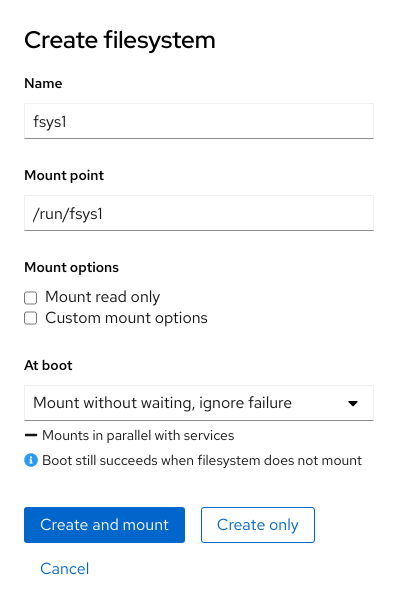 Create filesystem
Name
fsys1
Mount point
/run/fsys1
Mount options
Mount read only
Custom mount options
At boot
Mount without waiting, ignore failure
Mounts in parallel with services
Boot still succeeds when filesystem does not mount
Create and mount
Create only
Cancel